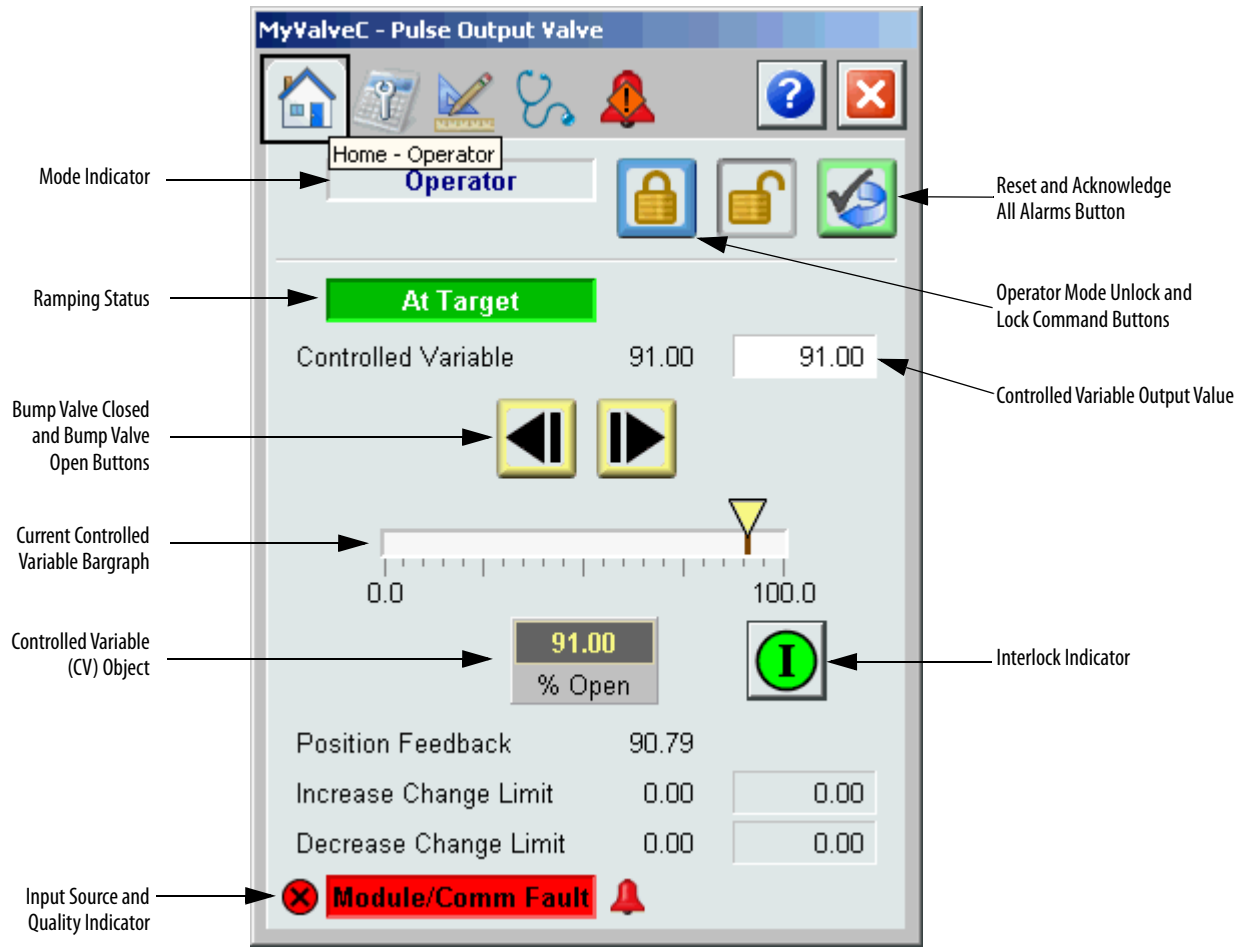 MyValveC - Pulse Output Valve
Home - Operator
Mode Indicator
Operator
Reset and Acknowledge
All Alarms Button
Ramping Status
At Target
Operator Mode Unlock and
Lock Command Buttons
Controlled Variable 91.00 91.00
Controlled Variable Output Value
Bump Valve Closed
and Bump Valve
Open Buttons
Current Controlled
Variable Bargraph
0.0 100.0
Controlled Variable
(CV) Object
91.00
% Open
I
Interlock Indicator
Position Feedback 90.79
Increase Change Limit 0.00 0.00
Decrease Change Limit 0.00 0.00
Input Source and
Quality Indicator
Module/Comm Fault